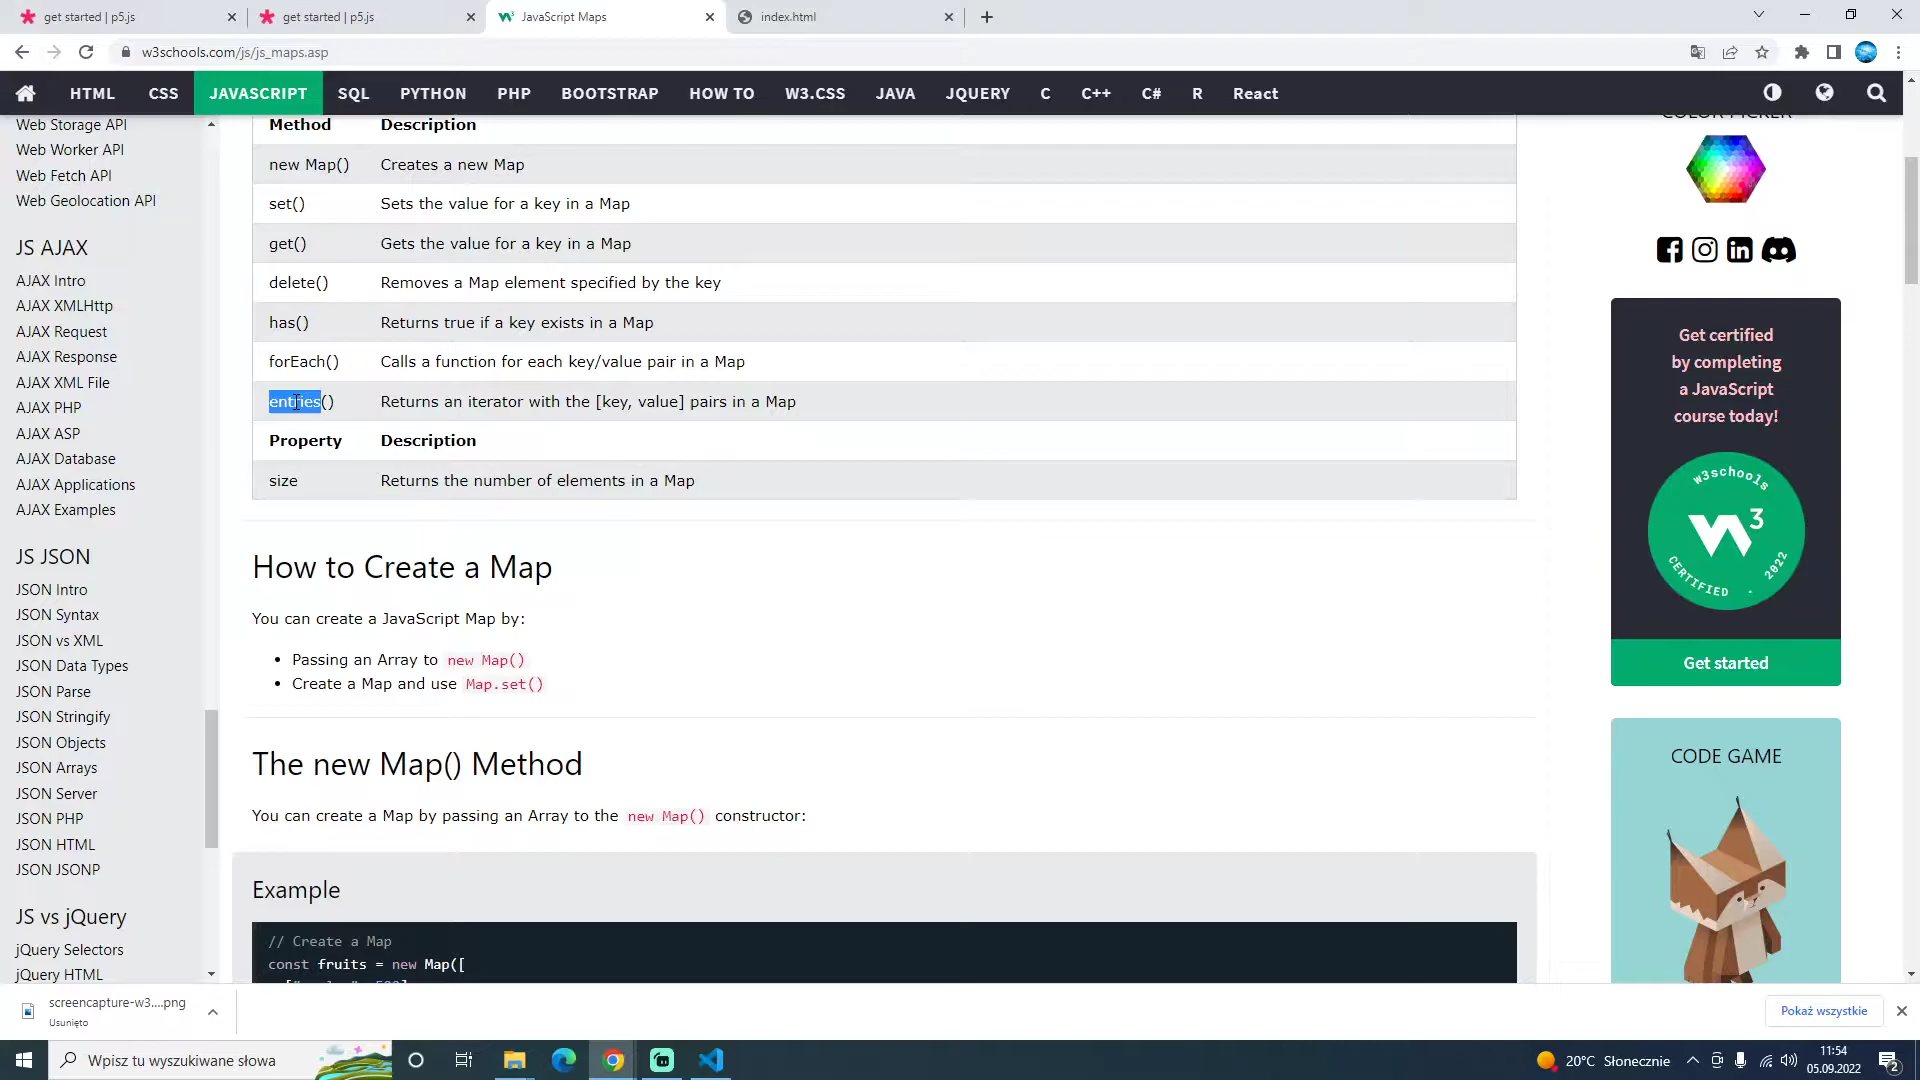 get started | p5.js
get started | p5.js
JavaScript Maps
index.html
w3schools.com/js/js_maps.asp
HTML CSS JAVASCRIPT SQL PYTHON PHP BOOTSTRAP HOW TO W3.CSS JAVA JQUERY C C++ C# R React
Web Storage API
Web Worker API
Web Fetch API
Web Geolocation API
JS AJAX
AJAX Intro
AJAX XMLHttp
AJAX Request
AJAX Response
AJAX XML File
AJAX PHP
AJAX ASP
AJAX Database
AJAX Applications
AJAX Examples
JS JSON
JSON Intro
JSON Syntax
JSON vs XML
JSON Data Types
JSON Parse
JSON Stringify
JSON Objects
JSON Arrays
JSON Server
JSON PHP
JSON HTML
JSON JSONP
JS vs jQuery
jQuery Selectors
jQuery HTML
Method Description
new Map() Creates a new Map
set() Sets the value for a key in a Map
get() Gets the value for a key in a Map
delete() Removes a Map element specified by the key
has() Returns true if a key exists in a Map
forEach() Calls a function for each key/value pair in a Map
entries() Returns an iterator with the [key, value] pairs in a Map
Property Description
size Returns the number of elements in a Map
How to Create a Map
You can create a JavaScript Map by:
• Passing an Array to new Map()
• Create a Map and use Map.set()
The new Map() Method
You can create a Map by passing an Array to the new Map() constructor:
Example
// Create a Map
const fruits = new Map([
COLOR PICKER
Get certified
by completing
a JavaScript
course today!
w3schools
W3
CERTIFIED . 2022
Get started
CODE GAME
screencapture-w3....png
Usunięto
Pokaż wszystkie
Wpisz tu wyszukiwane słowa
20°C Słonecznie
11:54
05.09.2022
2